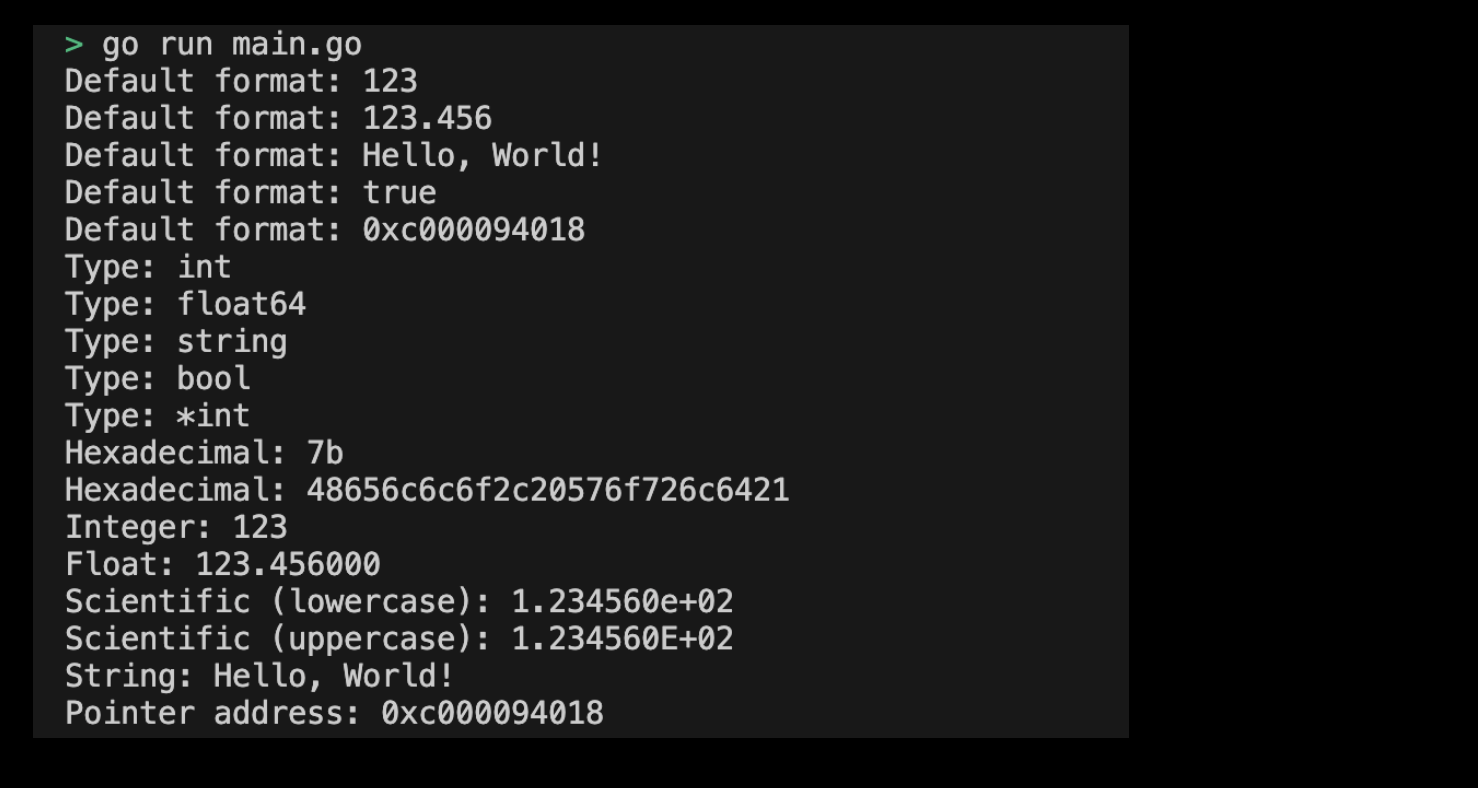 > go run main.go
Default format: 123
Default format: 123.456
Default format: Hello, World!
Default format: true
Default format: 0xc000094018
Type: int
Type: float64
Type: string
Type: bool
Type: *int
Hexadecimal: 7b
Hexadecimal: 48656c6c6f2c20576f726c6421
Integer: 123
Float: 123.456000
Scientific (lowercase): 1.234560e+02
Scientific (uppercase): 1.234560E+02
String: Hello, World!
Pointer address: 0xc000094018